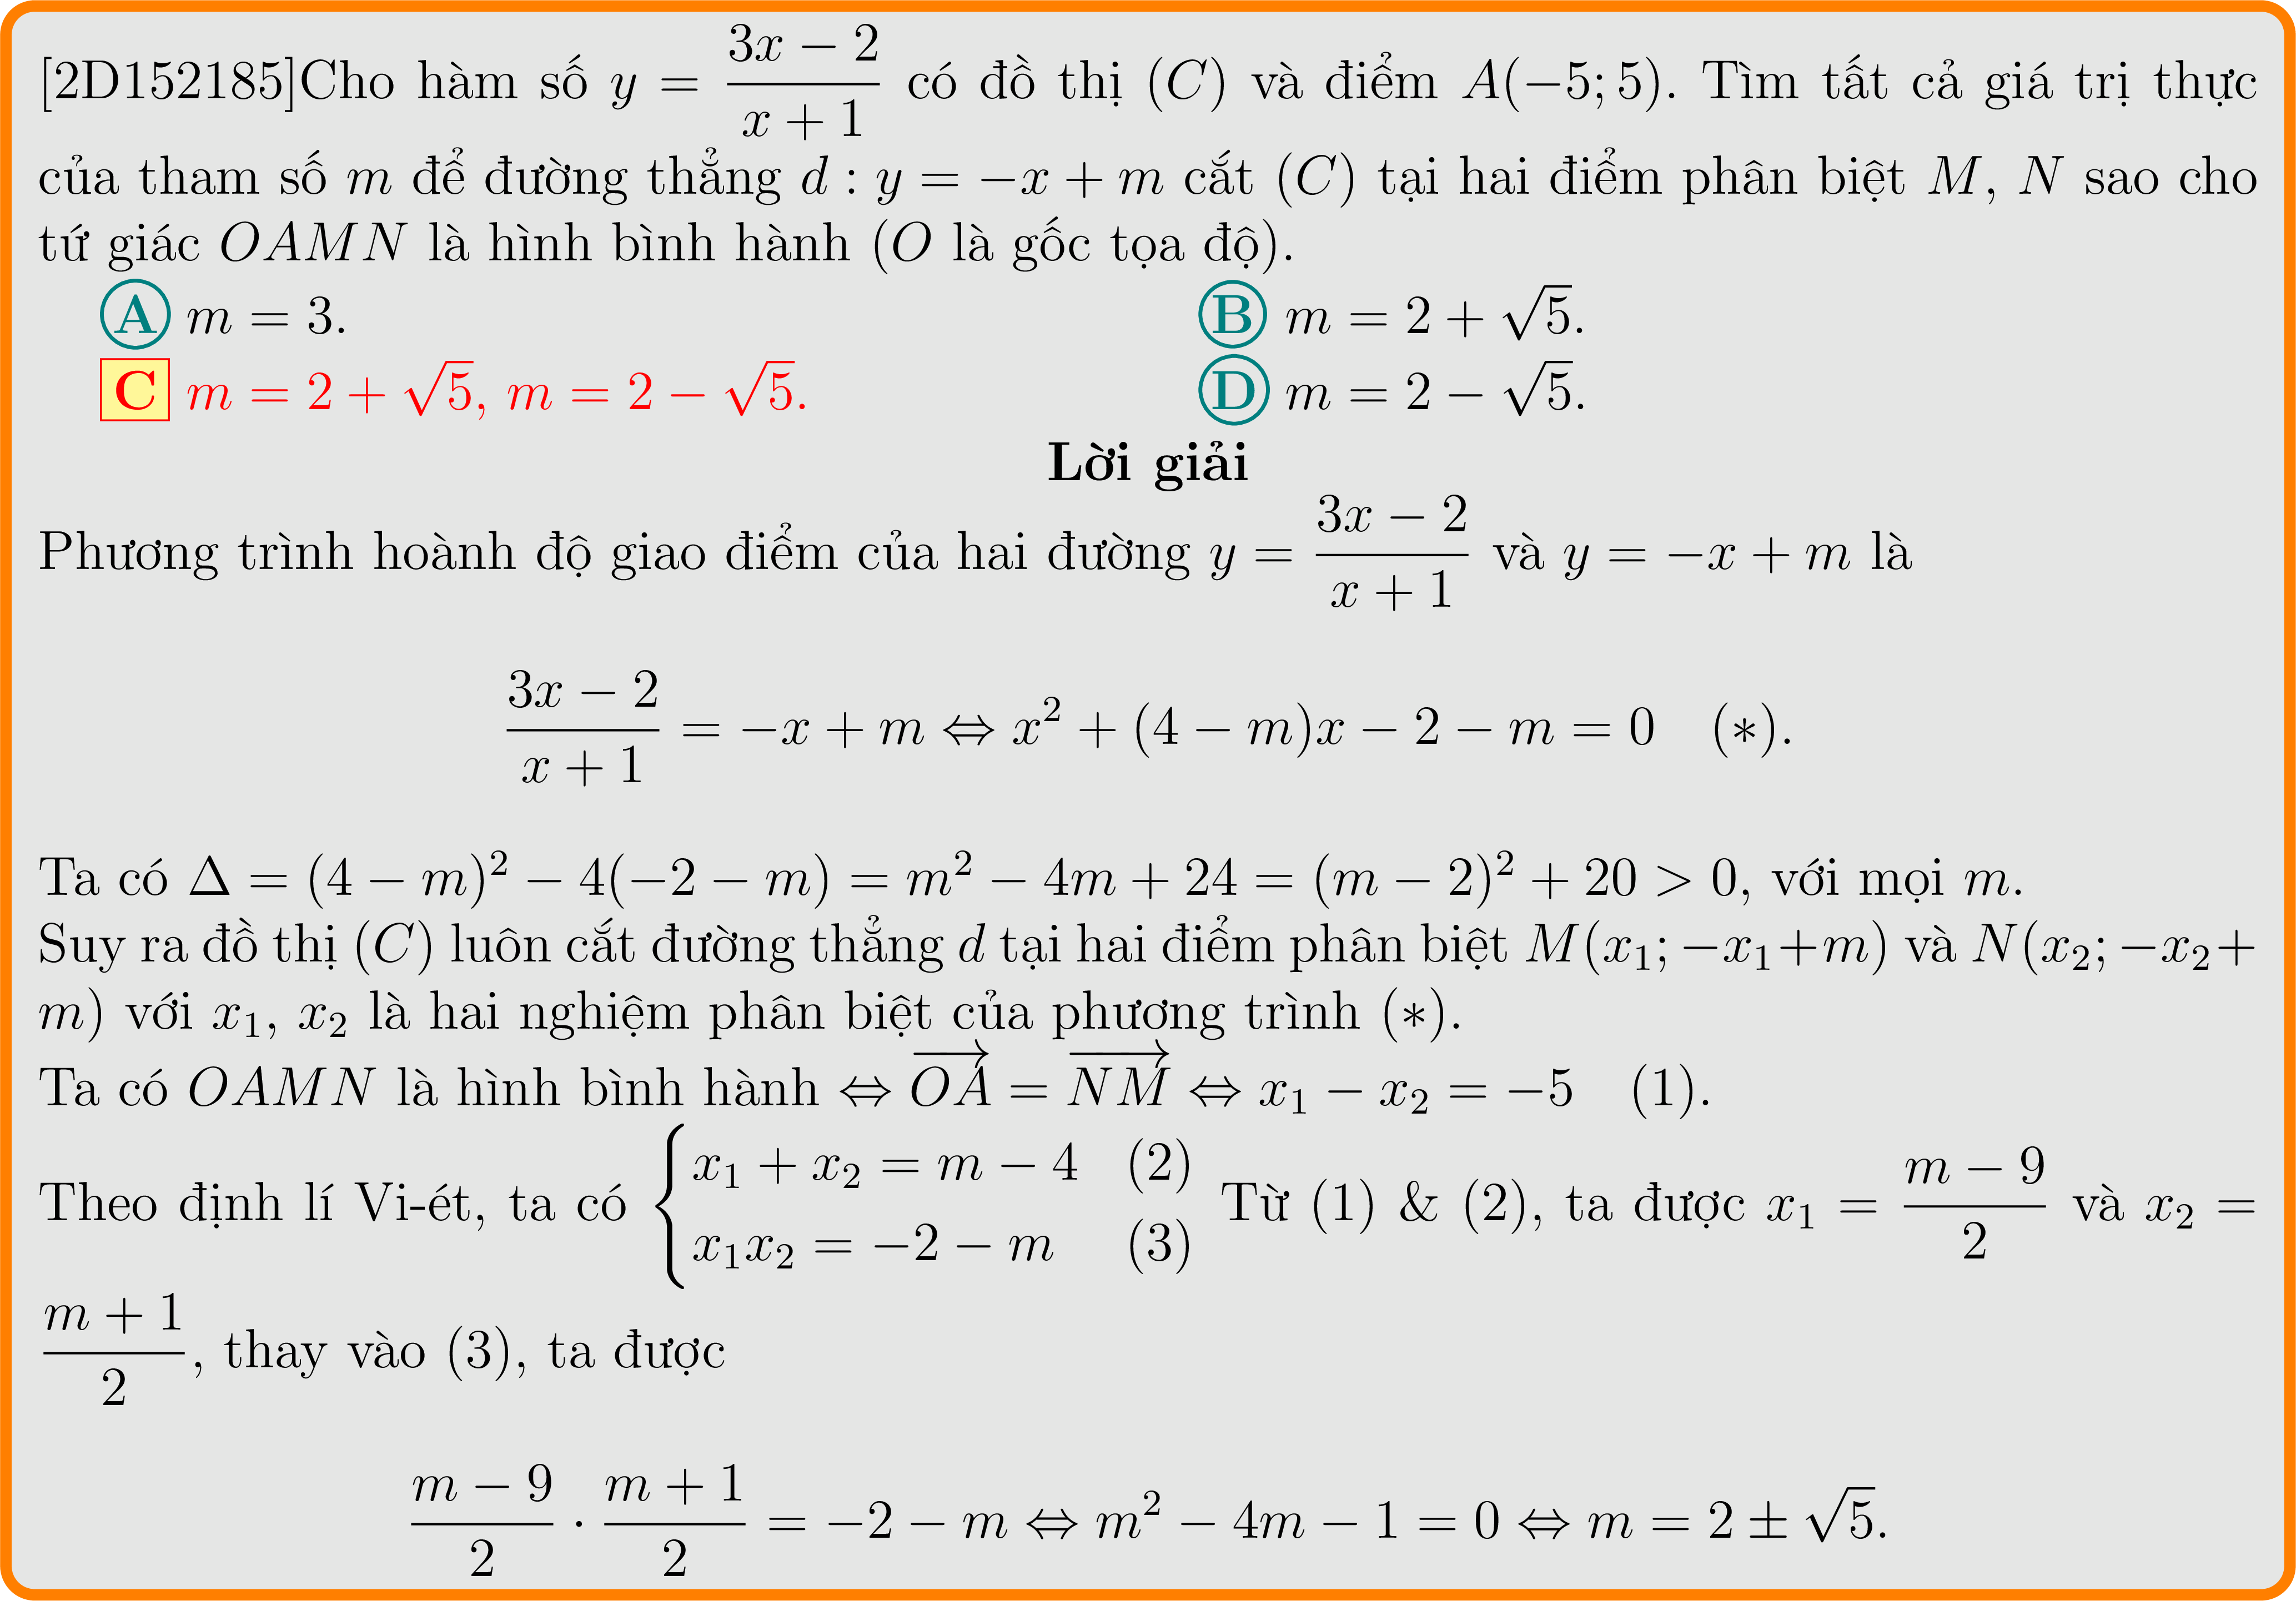 [2D152185]Cho hàm số $y = \dfrac{3x - 2}{x + 1}$ có đồ thị $(C)$ và điểm $A(-5; 5)$. Tìm tất cả giá trị thực
của tham số $m$ để đường thẳng $d : y = -x + m$ cắt $(C)$ tại hai điểm phân biệt $M$, $N$ sao cho
tứ giác $OAMN$ là hình bình hành ($O$ là gốc tọa độ).
A $m = 3$. B $m = 2 + \sqrt{5}$.
C $m = 2 + \sqrt{5}$, $m = 2 - \sqrt{5}$. D $m = 2 - \sqrt{5}$.
Lời giải
Phương trình hoành độ giao điểm của hai đường $y = \dfrac{3x - 2}{x + 1}$ và $y = -x + m$ là
$\dfrac{3x - 2}{x + 1} = -x + m \Leftrightarrow x^2 + (4 - m)x - 2 - m = 0 \quad (*)$.
Ta có $\Delta = (4 - m)^2 - 4(-2 - m) = m^2 - 4m + 24 = (m - 2)^2 + 20 > 0$, với mọi $m$.
Suy ra đồ thị $(C)$ luôn cắt đường thẳng $d$ tại hai điểm phân biệt $M(x_1; -x_1 + m)$ và $N(x_2; -x_2 +$
$m)$ với $x_1$, $x_2$ là hai nghiệm phân biệt của phương trình $(*)$.
Ta có $OAMN$ là hình bình hành $\Leftrightarrow \overrightarrow{OA} = \overrightarrow{NM} \Leftrightarrow x_1 - x_2 = -5 \quad (1)$.
Theo định lí Vi-ét, ta có $\begin{cases} x_1 + x_2 = m - 4 & (2) \\ x_1x_2 = -2 - m & (3) \end{cases}$ Từ (1) & (2), ta được $x_1 = \dfrac{m - 9}{2}$ và $x_2 =$
$\dfrac{m + 1}{2}$, thay vào (3), ta được
$\dfrac{m - 9}{2} \cdot \dfrac{m + 1}{2} = -2 - m \Leftrightarrow m^2 - 4m - 1 = 0 \Leftrightarrow m = 2 \pm \sqrt{5}$.